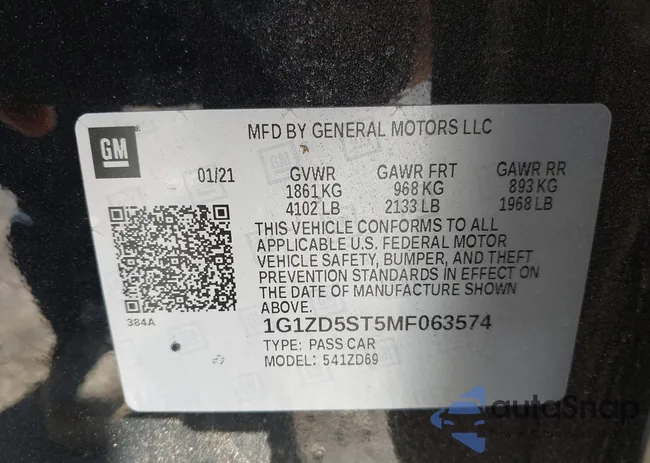 MFD BY GENERAL MOTORS LLC
GM
01/21 GVWR GAWR FRT GAWR RR
1861 KG 968 KG 893 KG
4102 LB 2133 LB 1968 LB
THIS VEHICLE CONFORMS TO ALL
APPLICABLE U.S. FEDERAL MOTOR
VEHICLE SAFETY, BUMPER, AND THEFT
PREVENTION STANDARDS IN EFFECT ON
THE DATE OF MANUFACTURE SHOWN
ABOVE.
384A
1G1ZD5ST5MF063574
TYPE: PASS CAR
MODEL: 541ZD69
autoSnap